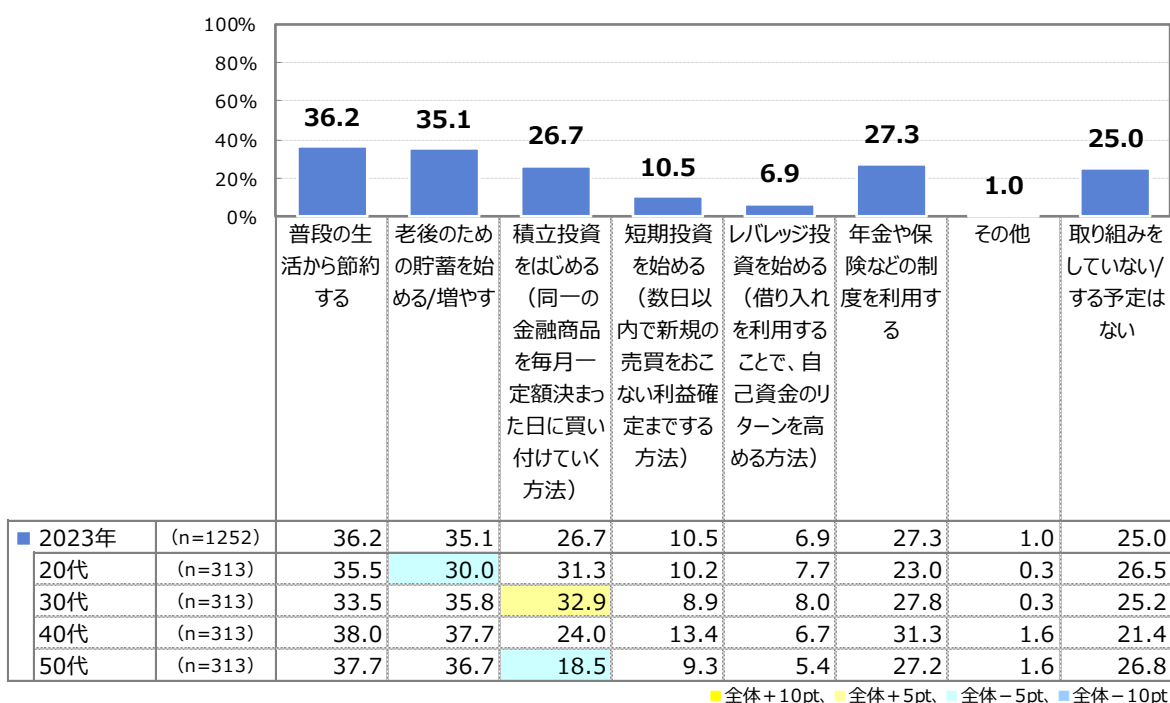 100%
80%
60%
40%
20%
0%
36.2
35.1
26.7
10.5
6.9
27.3
1.0
25.0
普段の生
活から節約
する
老後のため
の貯蓄を始
める/増やす
積立投資
をはじめる
（同一の
金融商品
を毎月一
定額決まっ
た日に買い
付けていく
方法）
短期投資
を始める
（数日以
内で新規の
売買をおこ
ない利益確
定までする
方法）
レバレッジ投
資を始める
（借り入れ
を利用する
ことで、自
己資金のリ
ターンを高
める方法）
年金や保
険などの制
度を利用す
る
その他
取り組みを
していない/
する予定は
ない
2023年 (n=1252) 36.2 35.1 26.7 10.5 6.9 27.3 1.0 25.0
20代 (n=313) 35.5 30.0 31.3 10.2 7.7 23.0 0.3 26.5
30代 (n=313) 33.5 35.8 32.9 8.9 8.0 27.8 0.3 25.2
40代 (n=313) 38.0 37.7 24.0 13.4 6.7 31.3 1.6 21.4
50代 (n=313) 37.7 36.7 18.5 9.3 5.4 27.2 1.6 26.8
全体＋10pt、 全体＋5pt、 全体－5pt、 全体－10pt